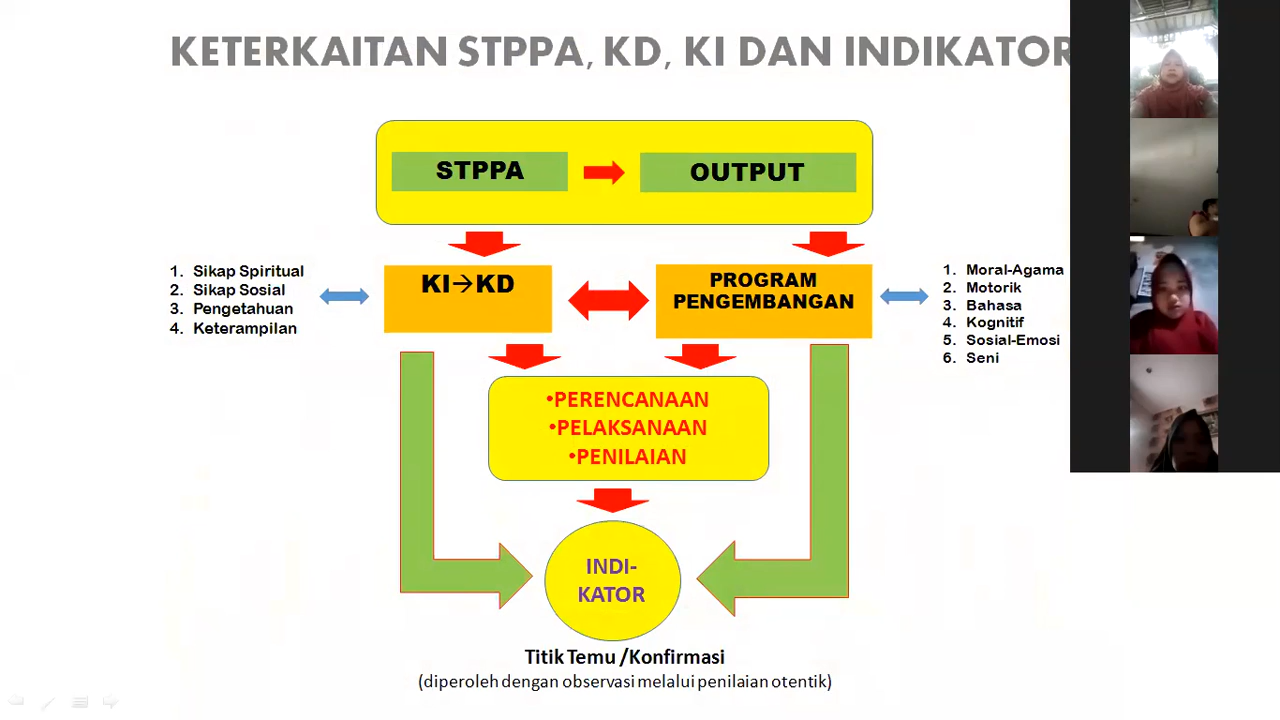 KETERKAITAN STPPA, KD, KI DAN INDIKATOR
STPPA
OUTPUT
1. Sikap Spiritual
2. Sikap Sosial
3. Pengetahuan
4. Keterampilan
KI→KD
PROGRAM
PENGEMBANGAN
1. Moral-Agama
2. Motorik
3. Bahasa
4. Kognitif
5. Sosial-Emosi
6. Seni
•PERENCANAAN
•PELAKSANAAN
•PENILAIAN
INDI-
KATOR
Titik Temu /Konfirmasi
(diperoleh dengan observasi melalui penilaian otentik)